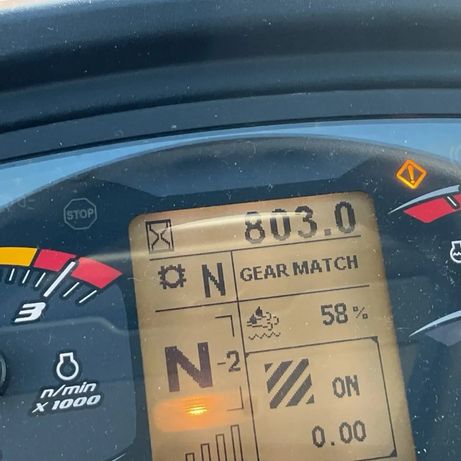 803.0
STOP
N
GEAR MATCH
58%
3
N-2
n/min
X 1000
ON
0.00